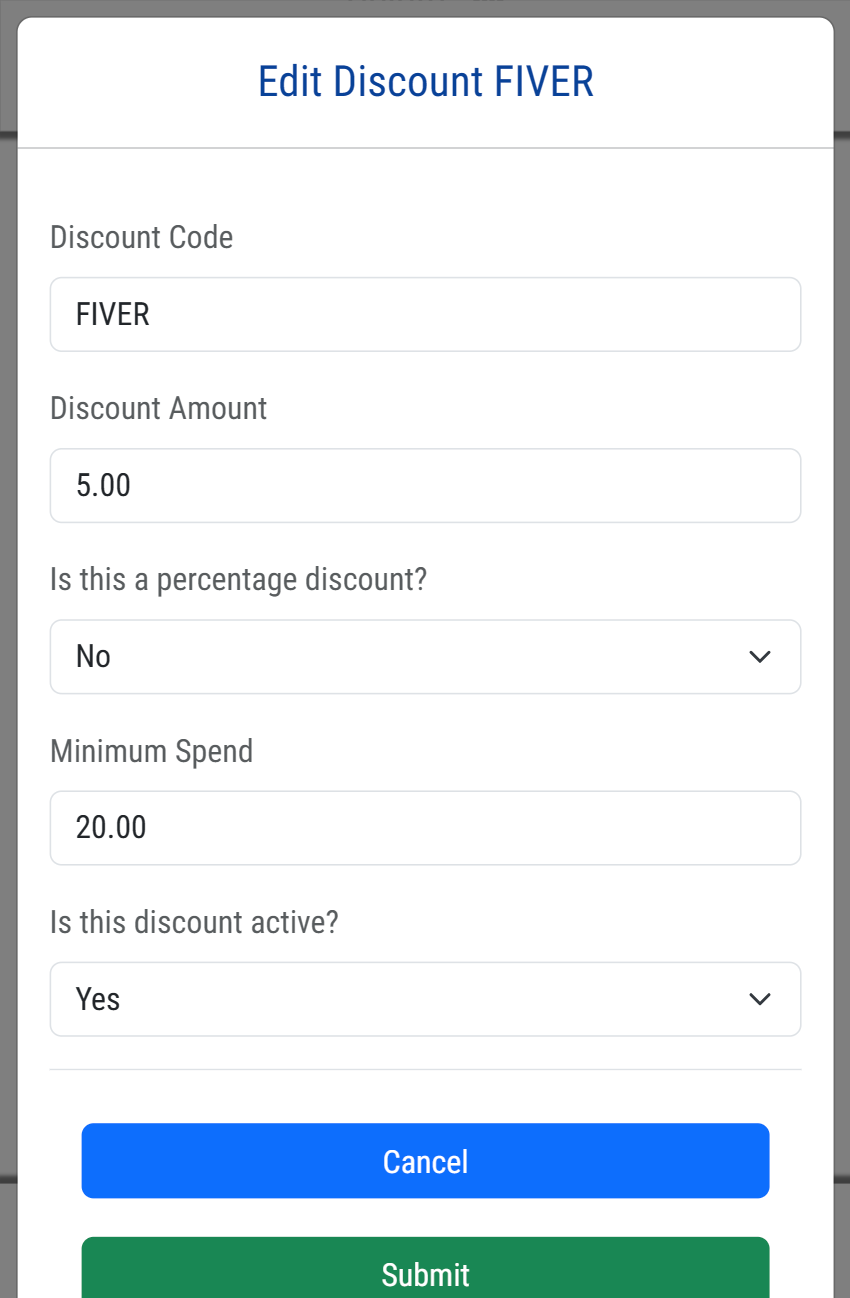 Edit Discount FIVER
Discount Code
FIVER
Discount Amount
5.00
Is this a percentage discount?
No
Minimum Spend
20.00
Is this discount active?
Yes
Cancel
Submit